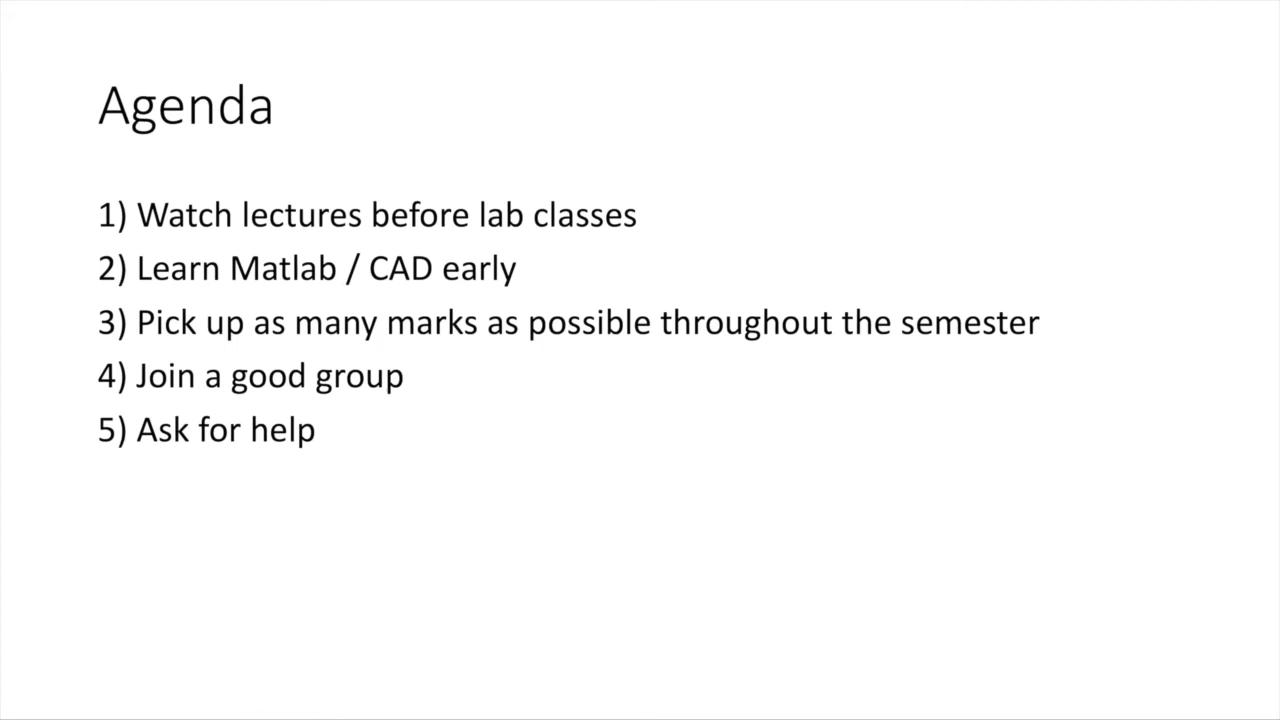 Agenda
1) Watch lectures before lab classes
2) Learn Matlab / CAD early
3) Pick up as many marks as possible throughout the semester
4) Join a good group
5) Ask for help